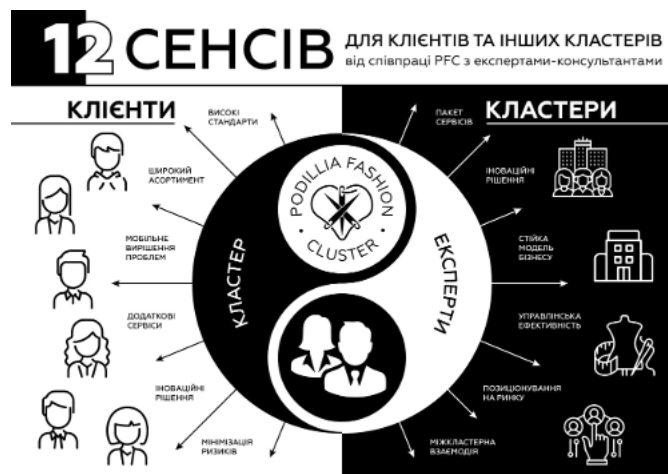 12 СЕНСІВ
ДЛЯ КЛІЄНТІВ ТА ІНШИХ КЛАСТЕРІВ
від співпраці PFC з експертами-консультантами
КЛІЄНТИ
ВИСОКІ
СТАНДАРТИ
ШИРОКИЙ
АСОРТИМЕНТ
МОБІЛЬНЕ
ВИРІШЕННЯ
ПРОБЛЕМ
ДОДАТКОВІ
СЕРВІСИ
ІНОВАЦІЙНІ
РІШЕННЯ
МІНІМІЗАЦІЯ
РИЗИКІВ
КЛАСТЕР
PODILLIA FASHION
• CLUSTER •
ЕКСПЕРТИ
КЛАСТЕРИ
ПАКЕТ
СЕРВІСІВ
ІНОВАЦІЙНІ
РІШЕННЯ
СТІЙКА
МОДЕЛЬ
БІЗНЕСУ
УПРАВЛІНСЬКА
ЕФЕКТИВНІСТЬ
ПОЗИЦІОНУВАННЯ
НА РИНКУ
МІЖКЛАСТЕРНА
ВЗАЄМОДІЯ